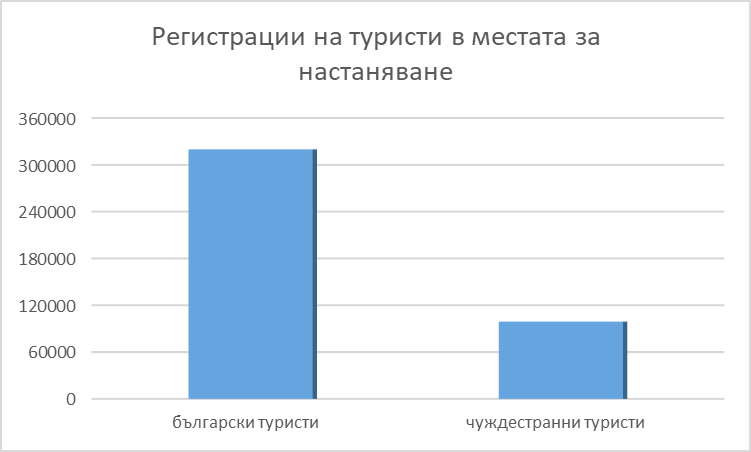 Регистрации на туристи в местата за
настаняване
360000
300000
240000
180000
120000
60000
0
български туристи
чуждестранни туристи